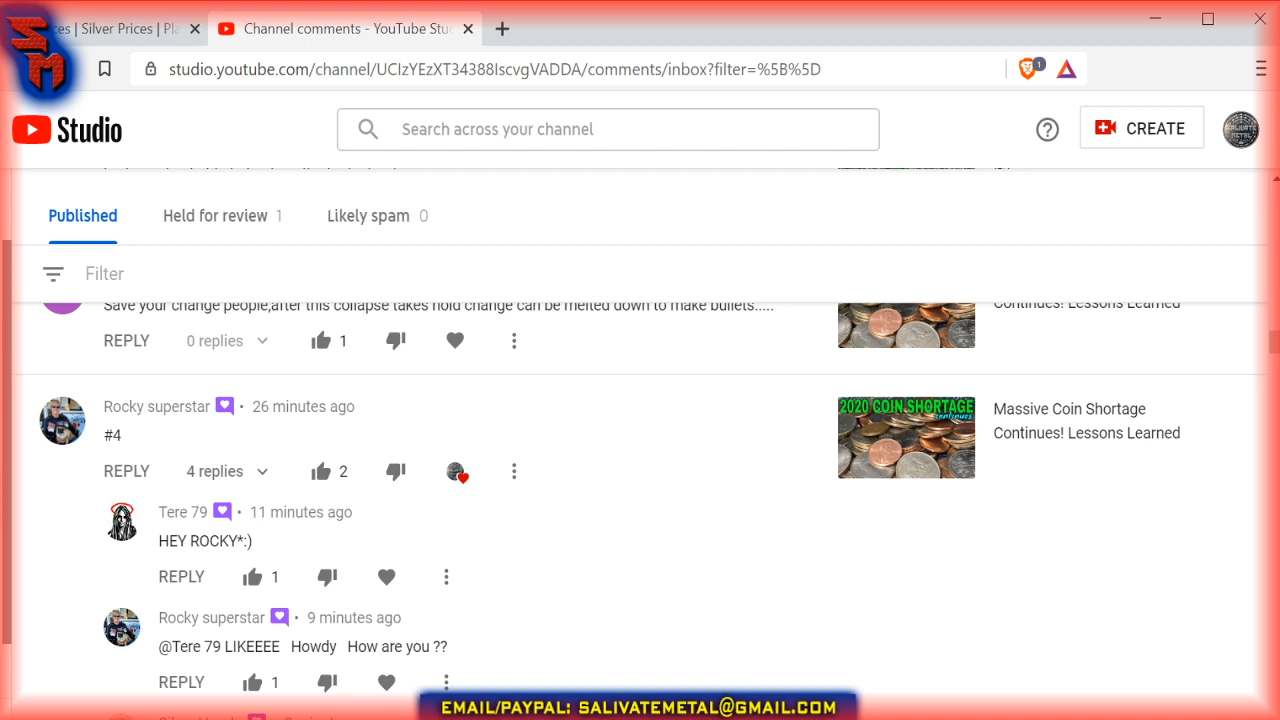 SM
es | Silver Prices | Pla
Channel comments - YouTube Stu
studio.youtube.com/channel/UCIzYEzXT34388IscvgVADDA/comments/inbox?filter=%5B%5D
1
Studio
Search across your channel
CREATE
Published
Held for review 1
Likely spam 0
Filter
Save your change people,after this collapse takes hold change can be melted down to make bullets.....
Continues! Lessons Learned
REPLY
0 replies
1
Rocky superstar • 26 minutes ago
#4
REPLY
4 replies
2
2020 COIN SHORTAGE
continues
Massive Coin Shortage
Continues! Lessons Learned
Tere 79 • 11 minutes ago
HEY ROCKY*:)
REPLY
1
Rocky superstar • 9 minutes ago
@Tere 79 LIKEEEE Howdy How are you ??
REPLY
1
EMAIL/PAYPAL: SALIVATEMETAL@GMAIL.COM